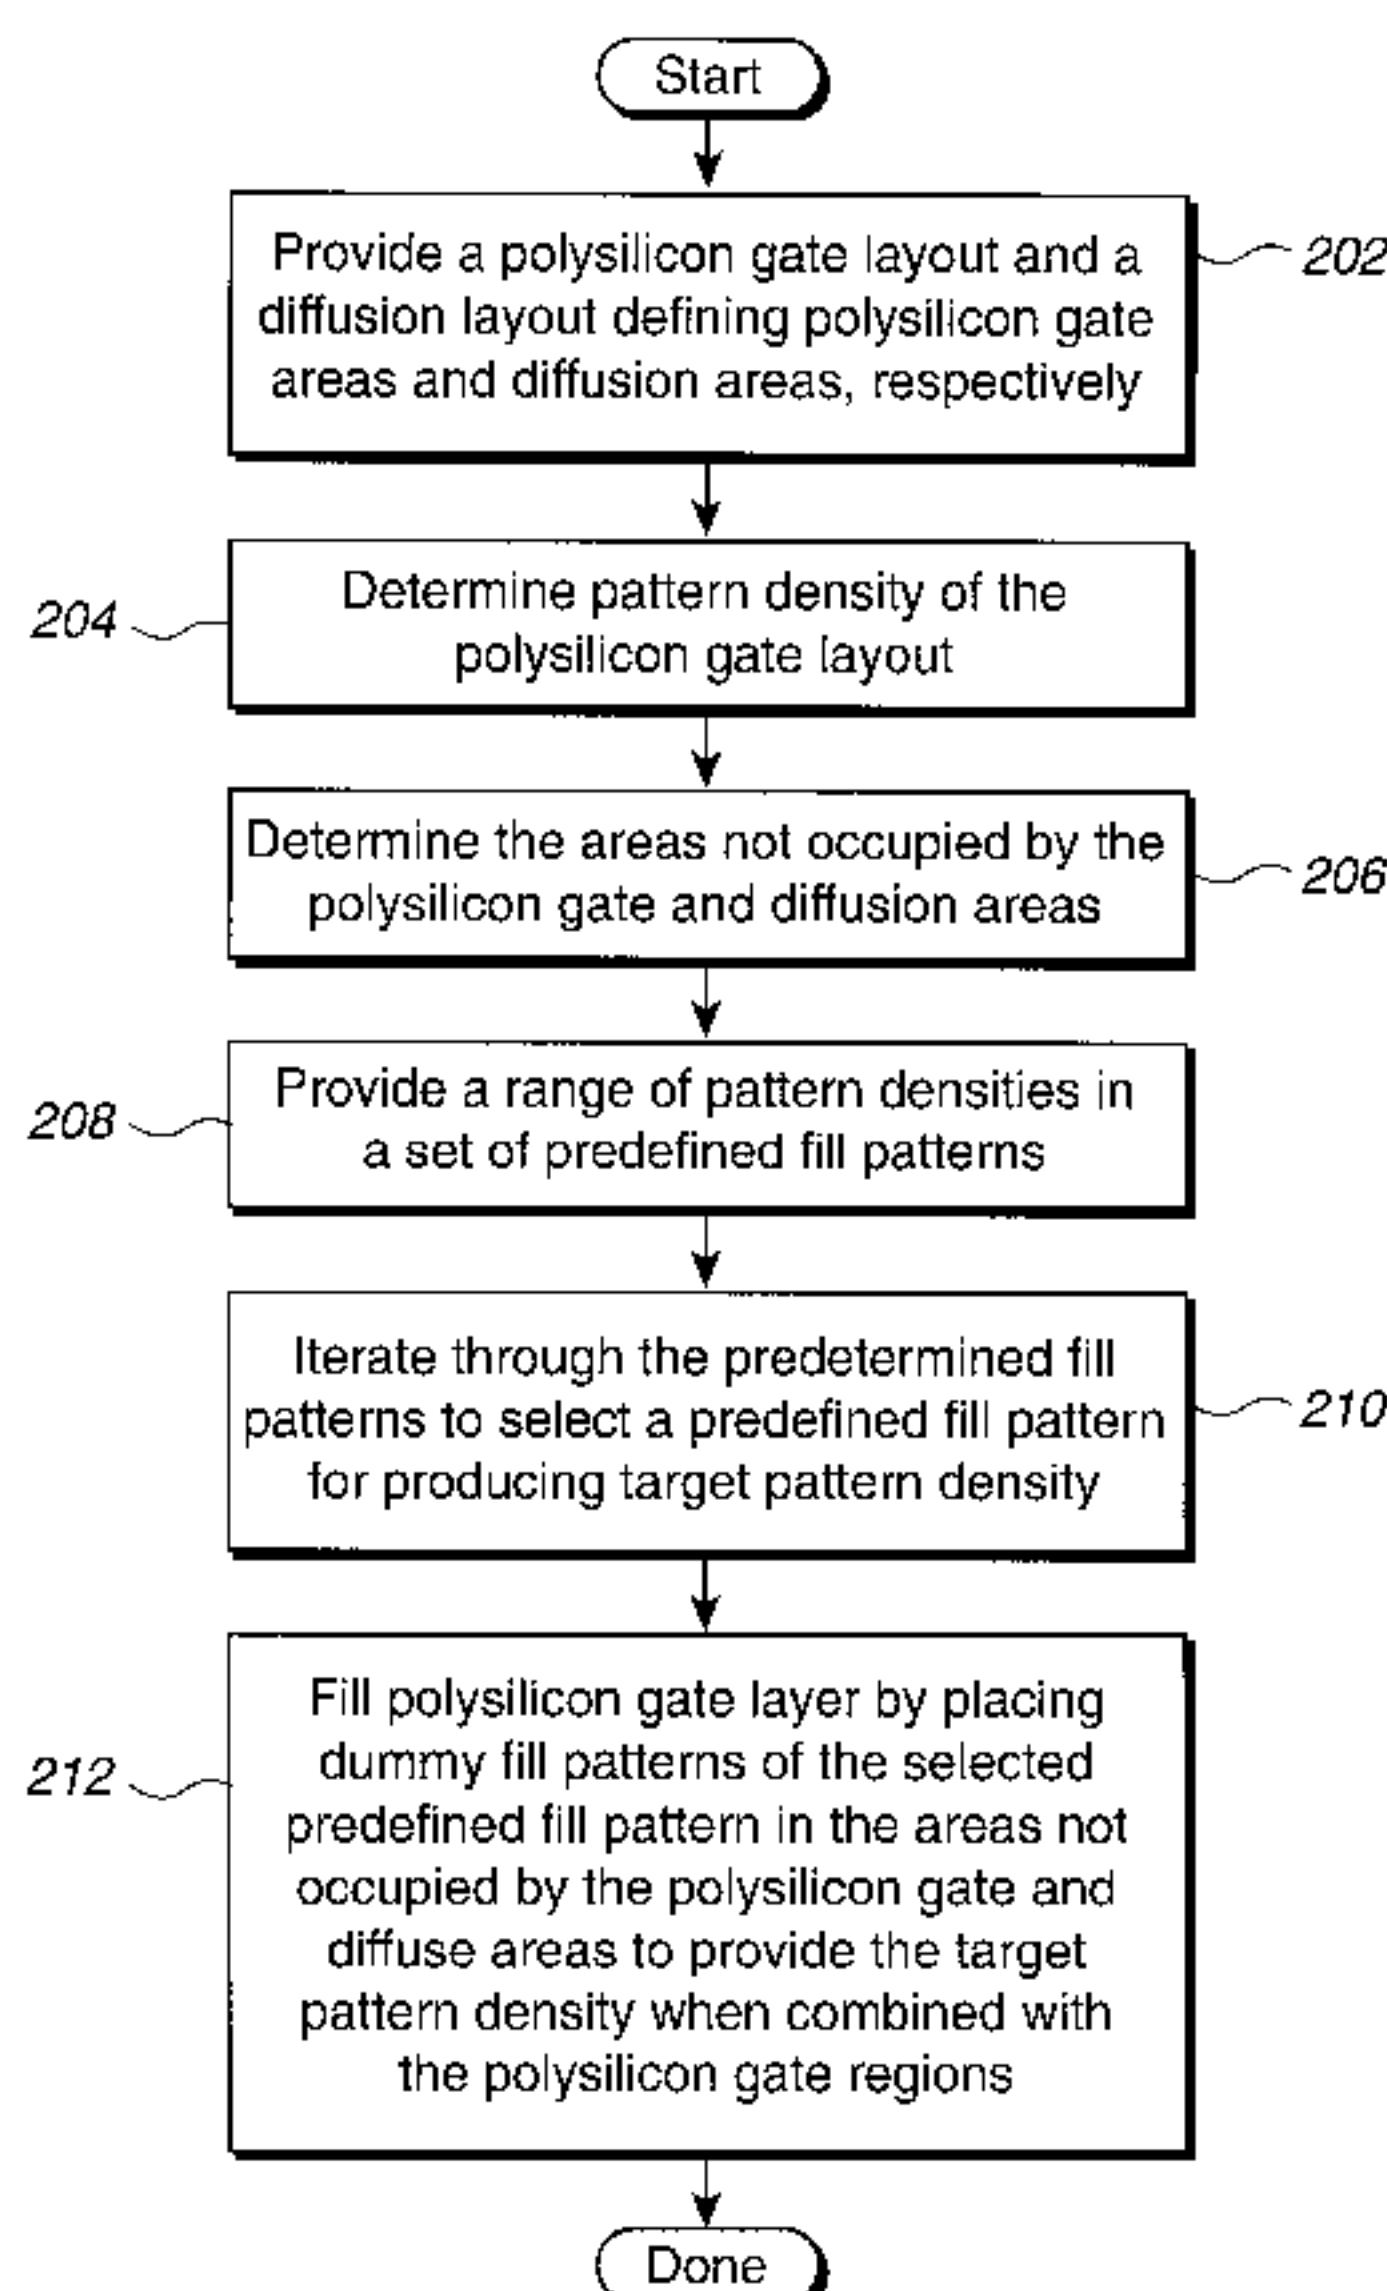 Start
Provide a polysilicon gate layout and a
diffusion layout defining polysilicon gate
areas and diffusion areas, respectively
202
Determine pattern density of the
polysilicon gate layout
204
Determine the areas not occupied by the
polysilicon gate and diffusion areas
206
Provide a range of pattern densities in
a set of predefined fill patterns
208
Iterate through the predetermined fill
patterns to select a predefined fill pattern
for producing target pattern density
210
Fill polysilicon gate layer by placing
dummy fill patterns of the selected
predefined fill pattern in the areas not
occupied by the polysilicon gate and
diffuse areas to provide the target
pattern density when combined with
the polysilicon gate regions
212
Done